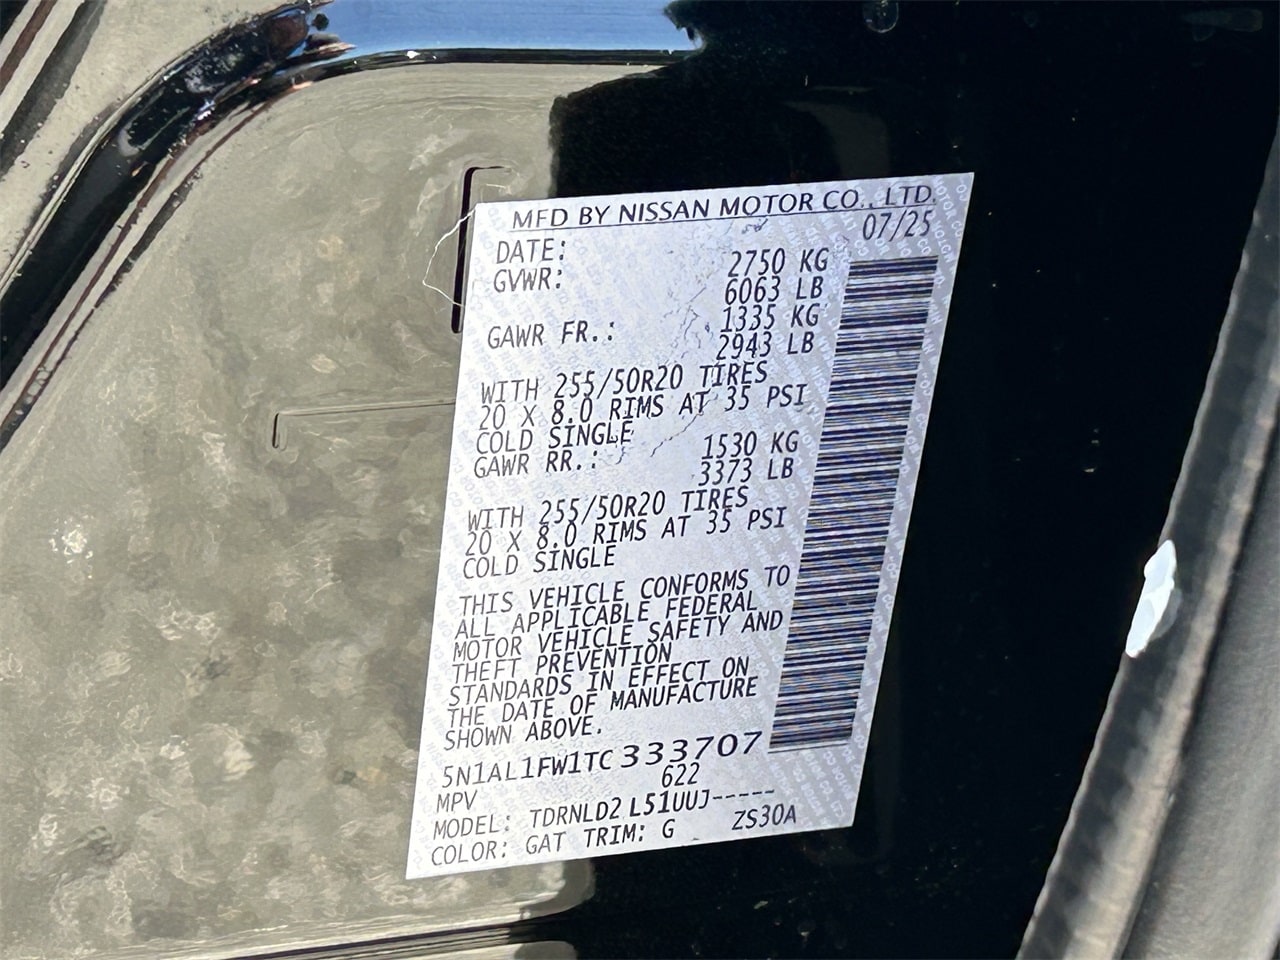 MFD BY NISSAN MOTOR CO., LTD.
DATE: 07/25
GVWR: 2750 KG
6063 LB
GAWR FR.: 1335 KG
2943 LB
WITH 255/50R20 TIRES
20 X 8.0 RIMS AT 35 PSI
COLD SINGLE
GAWR RR.: 1530 KG
3373 LB
WITH 255/50R20 TIRES
20 X 8.0 RIMS AT 35 PSI
COLD SINGLE
THIS VEHICLE CONFORMS TO
ALL APPLICABLE FEDERAL
MOTOR VEHICLE SAFETY AND
THEFT PREVENTION
STANDARDS IN EFFECT ON
THE DATE OF MANUFACTURE
SHOWN ABOVE.
5N1AL1FW1TC333707
MPV 622
MODEL: TDRNLD2 L51UUJ-----
COLOR: GAT TRIM: G ZS30A